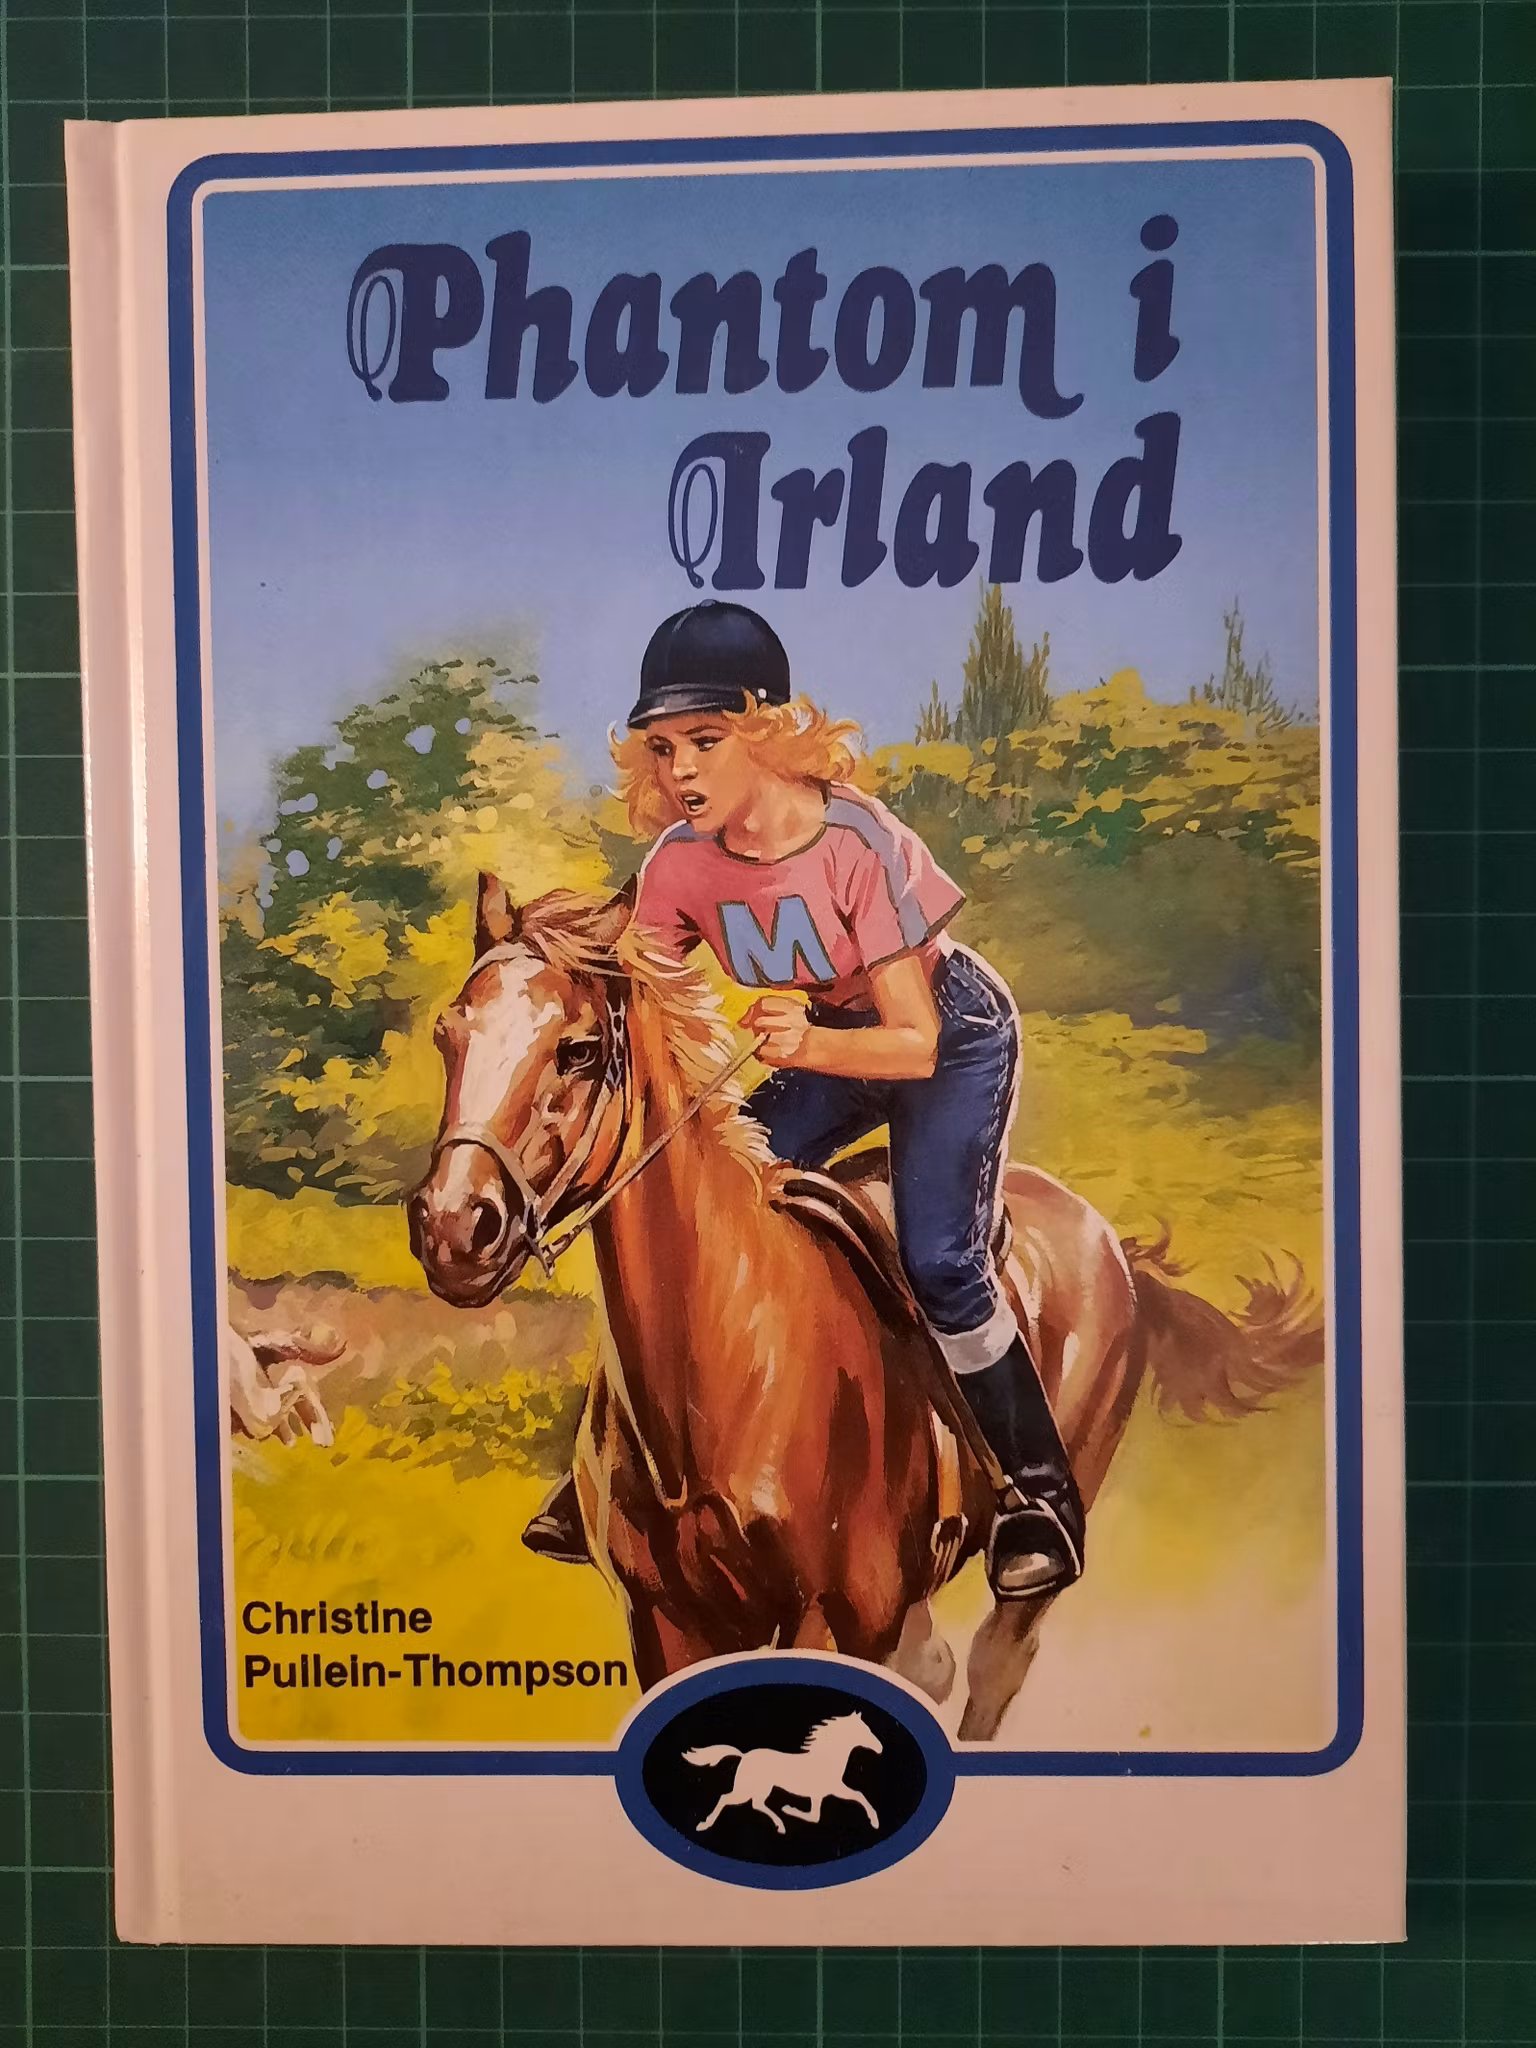 Phantom i
Irland
M
Christine
Pullein-Thompson